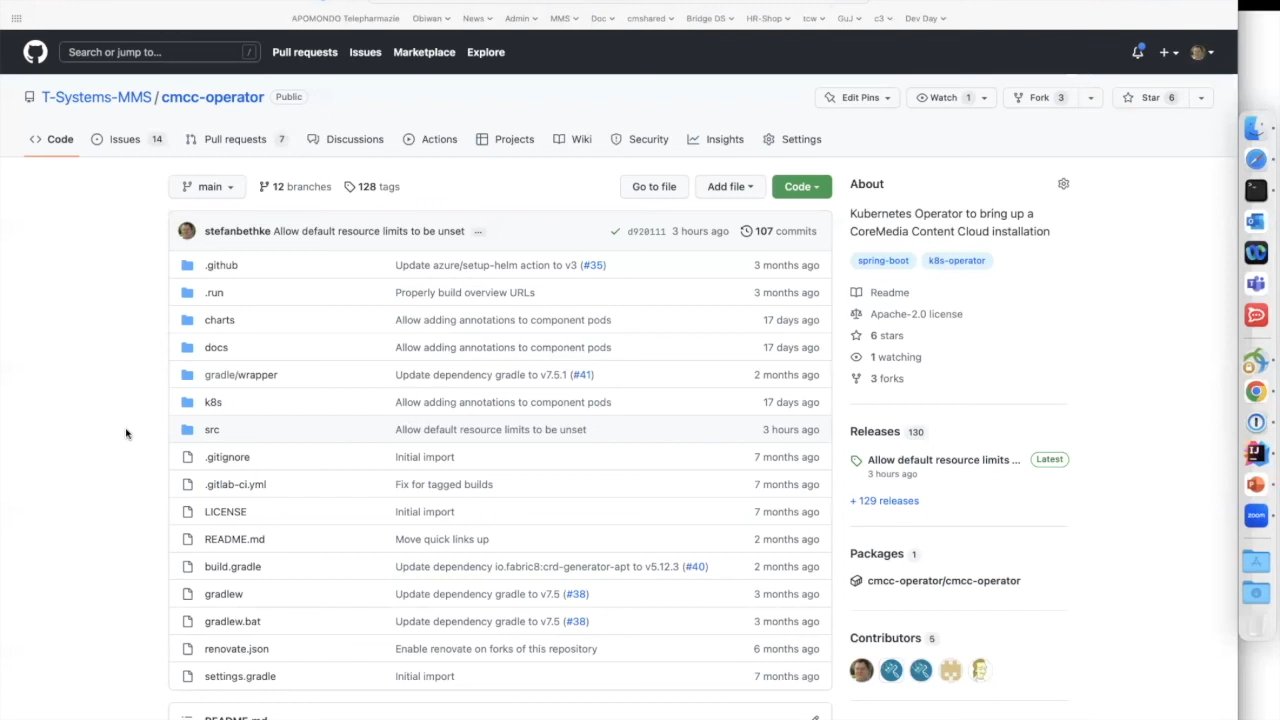 APOMONDO Telepharmazie Obiwan News Admin MMS Doc cmshared Bridge DS HR-Shop tcw GuJ c3 Dev Day
Search or jump to... / Pull requests Issues Marketplace Explore
T-Systems-MMS / cmcc-operator Public Edit Pins Watch 1 Fork 3 Star 6
Code Issues 14 Pull requests 7 Discussions Actions Projects Wiki Security Insights Settings
main 12 branches 128 tags Go to file Add file Code
stefanbethke Allow default resource limits to be unset ... d920111 3 hours ago 107 commits
.github Update azure/setup-helm action to v3 (#35) 3 months ago
.run Properly build overview URLs 3 months ago
charts Allow adding annotations to component pods 17 days ago
docs Allow adding annotations to component pods 17 days ago
gradle/wrapper Update dependency gradle to v7.5.1 (#41) 2 months ago
k8s Allow adding annotations to component pods 17 days ago
src Allow default resource limits to be unset 3 hours ago
.gitignore Initial import 7 months ago
.gitlab-ci.yml Fix for tagged builds 7 months ago
LICENSE Initial import 7 months ago
README.md Move quick links up 2 months ago
build.gradle Update dependency io.fabric8:crd-generator-apt to v5.12.3 (#40) 2 months ago
gradlew Update dependency gradle to v7.5 (#38) 3 months ago
gradlew.bat Update dependency gradle to v7.5 (#38) 3 months ago
renovate.json Enable renovate on forks of this repository 6 months ago
settings.gradle Initial import 7 months ago
README.md
About
Kubernetes Operator to bring up a
CoreMedia Content Cloud installation
spring-boot k8s-operator
Readme
Apache-2.0 license
6 stars
1 watching
3 forks
Releases 130
Allow default resource limits ... Latest
3 hours ago
+ 129 releases
Packages 1
cmcc-operator/cmcc-operator
Contributors 5
zoom